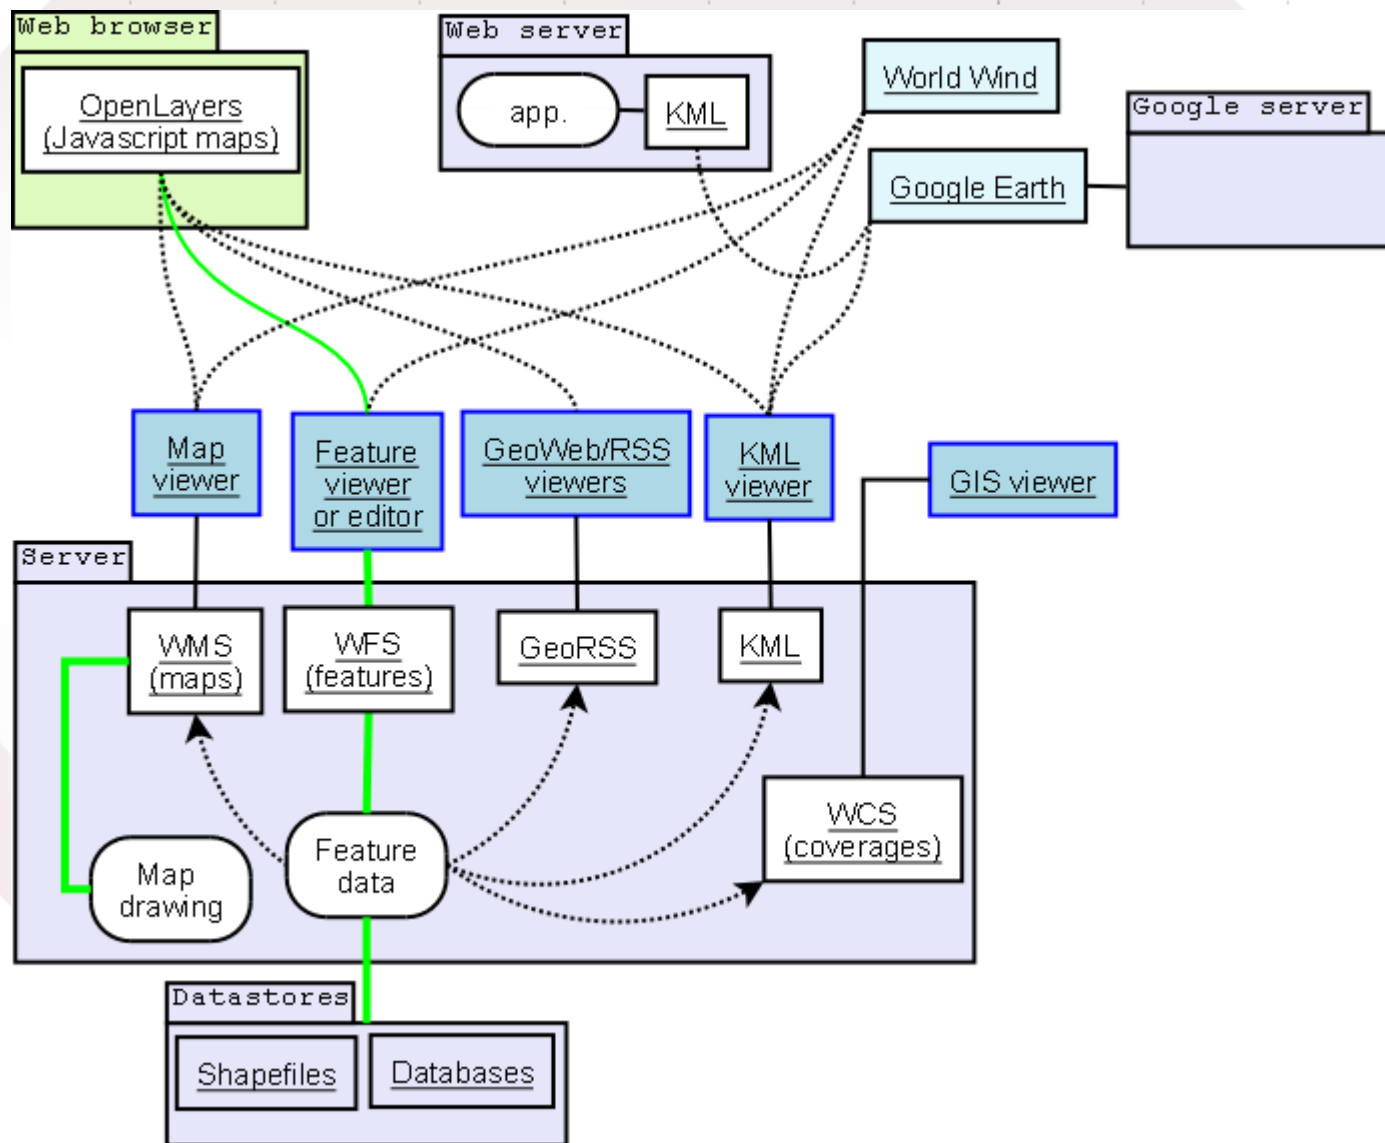 Web browser
OpenLayers
(Javascript maps)
Web server
app.
KML
World Wind
Google server
Google Earth
Map
viewer
Feature
viewer
or editor
GeoWeb/RSS
viewers
KML
viewer
GIS viewer
Server
WMS
(maps)
WFS
(features)
GeoRSS
KML
WCS
(coverages)
Map
drawing
Feature
data
Datastores
Shapefiles
Databases